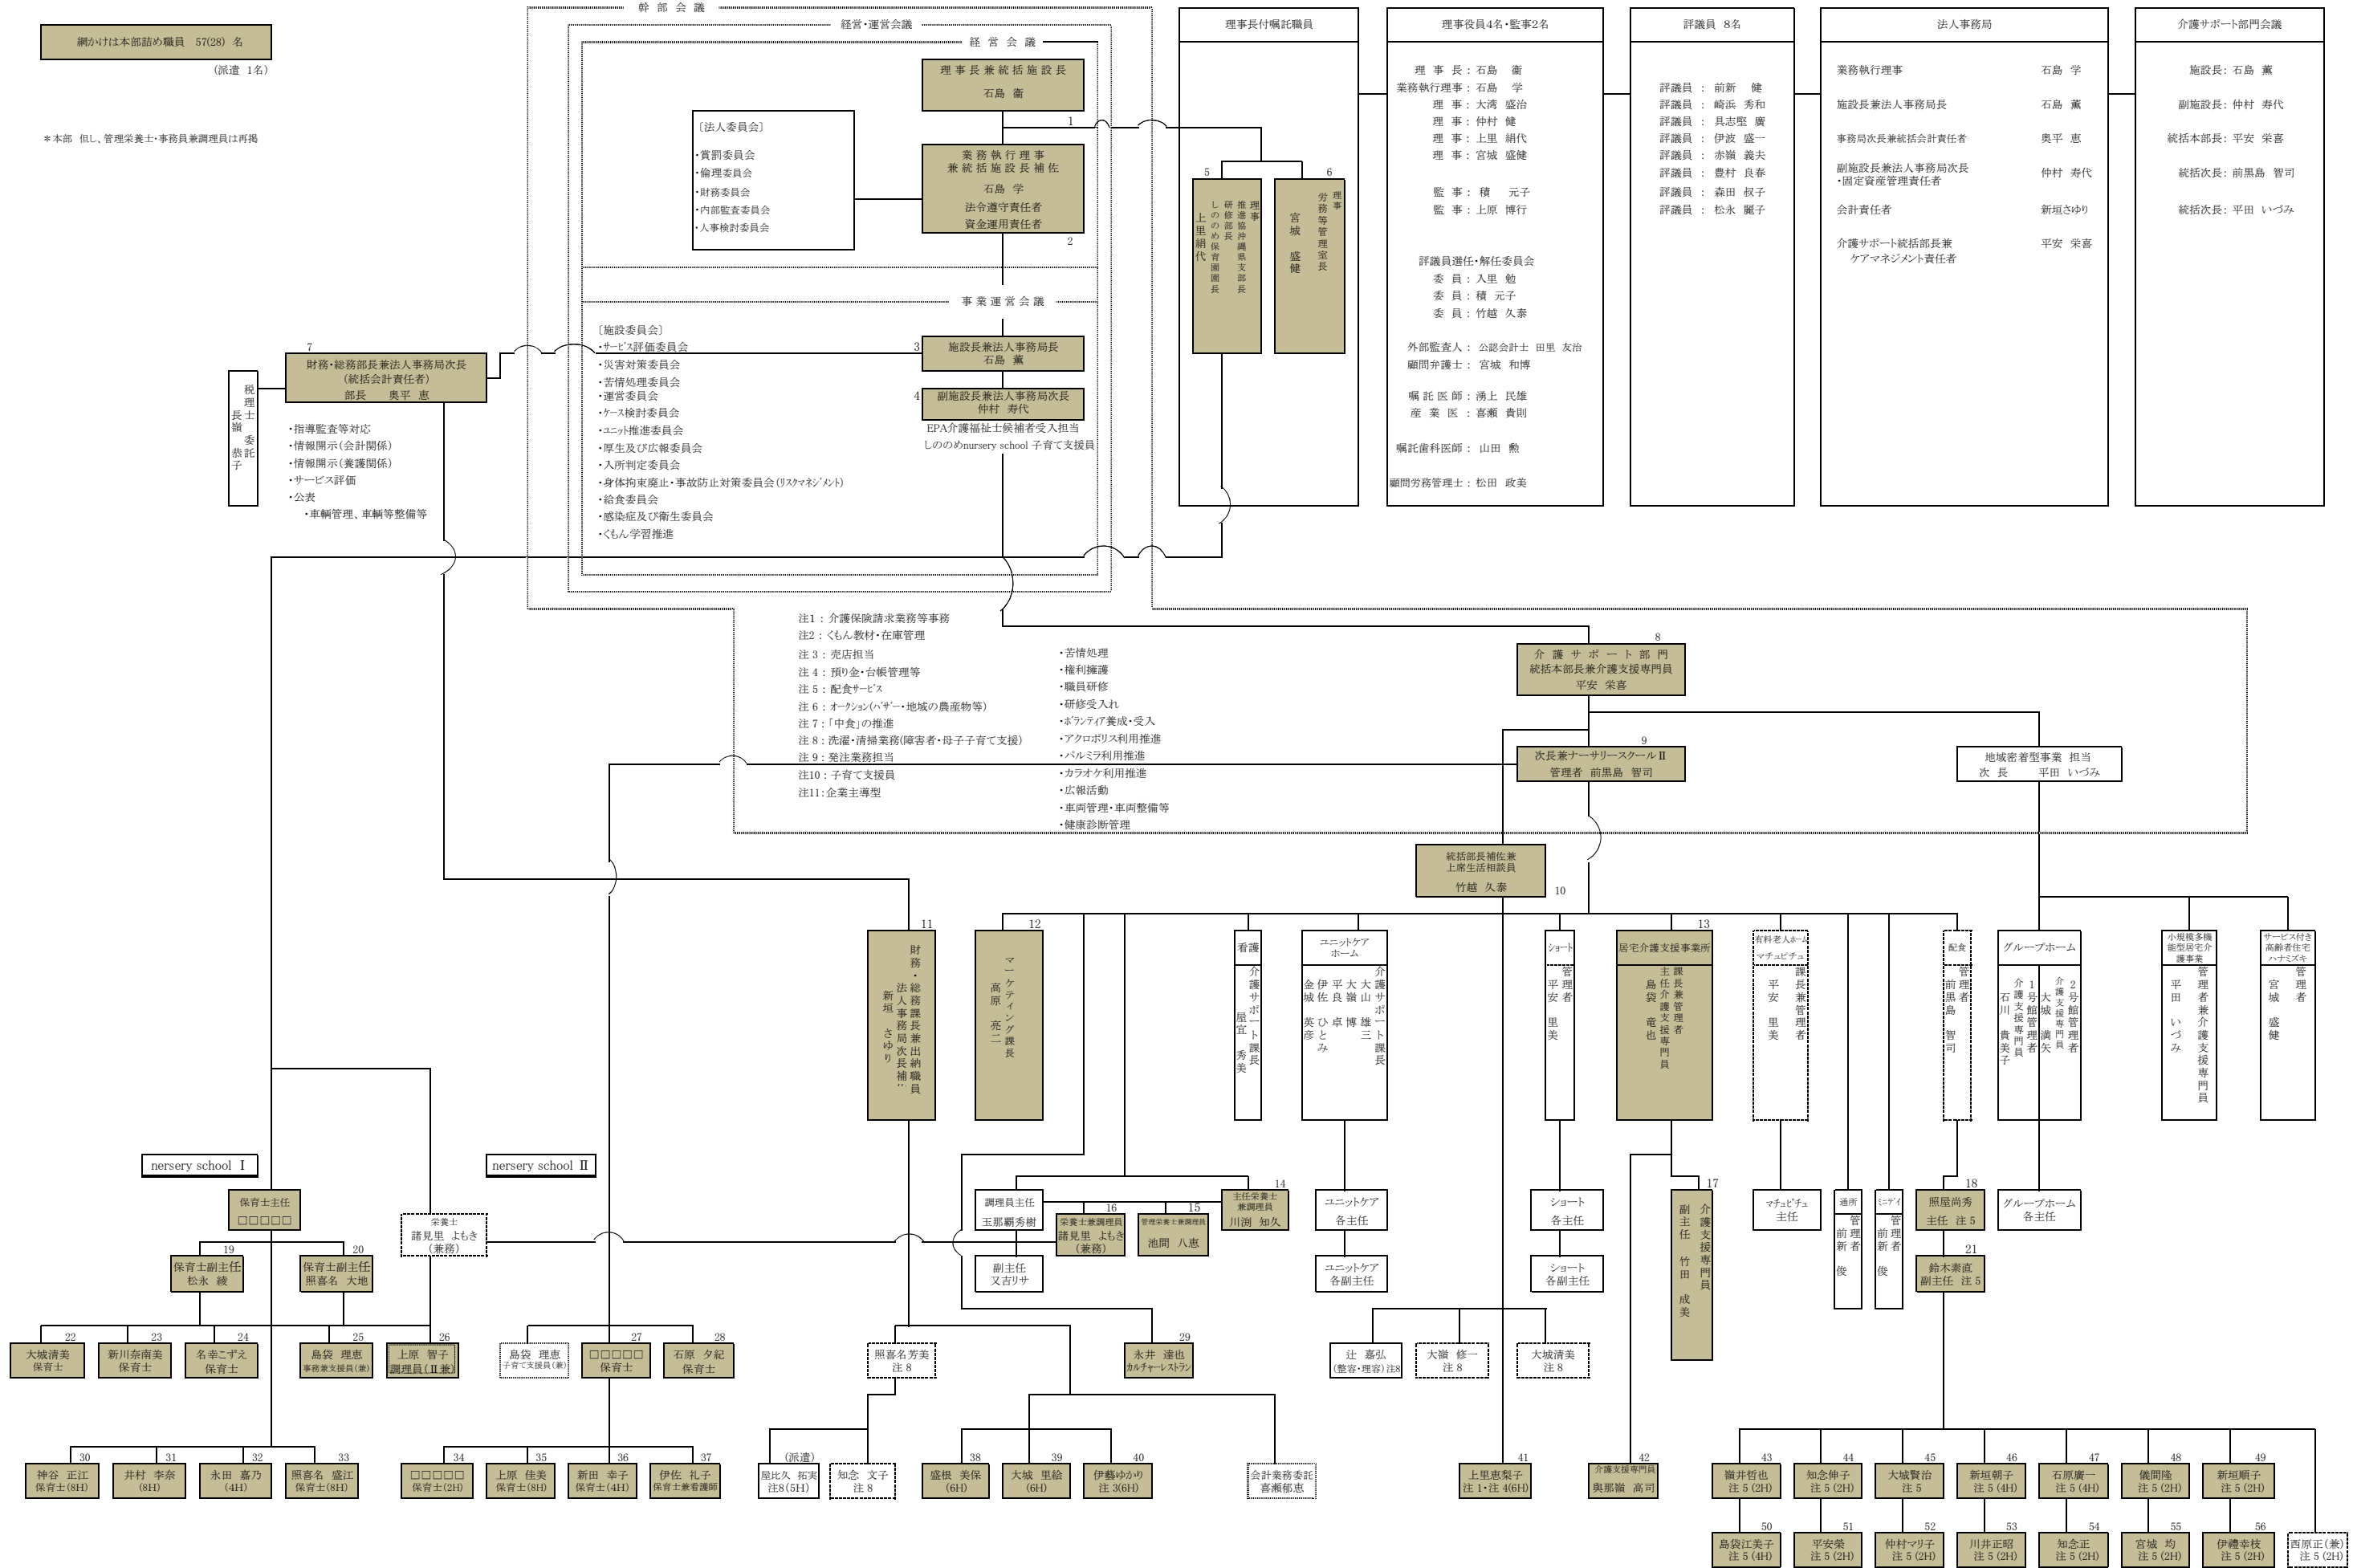 網かけは本部詰め職員　57(28) 名
(派遣 1名)
＊本部 但し、管理栄養士・事務員兼調理員は再掲
幹 部 会 議
経営・運営会議
経 営 会 議
理 事 長 兼 統 括 施 設 長
石島 衞
1
〔法人委員会〕
・賞罰委員会
・倫理委員会
・財務委員会
・内部監査委員会
・人事検討委員会
業 務 執 行 理 事
兼 統 括 施 設 長 補 佐
石島 学
法令遵守責任者
資金運用責任者
2
事 業 運 営 会 議
〔施設委員会〕
・サービス評価委員会
・災害対策委員会
・苦情処理委員会
・運営委員会
・ケース検討委員会
・ユニット推進委員会
・厚生及び広報委員会
・入所判定委員会
・身体拘束廃止・事故防止対策委員会(リスクマネジメント)
・給食委員会
・感染症及び衛生委員会
・くもん学習推進
3
施設長兼法人事務局長
石島 薫
4
副施設長兼法人事務局次長
仲村 寿代
EPA介護福祉士候補者受入担当
しののめnursery school 子育て支援員
7
財務・総務部長兼法人事務局次長
(統括会計責任者)
部長　　奥平 恵
税理士 委託
長嶺 恭子
・指導監査等対応
・情報開示(会計関係)
・情報開示(養護関係)
・サービス評価
・公表
・車輌管理、車輌等整備等
理事長付嘱託職員
5
理事
推進協沖縄県支部長
研修部長
しののめ保育園園長
上里絹代
6
理事
労務等管理室長
宮城 盛健
理事役員4名・監事2名
理 事 長 : 石島 衞
業務執行理事 : 石島 学
理 事 : 大湾 盛治
理 事 : 仲村 健
理 事 : 上里 絹代
理 事 : 宮城 盛健
監 事 : 積 元子
監 事 : 上原 博行
評議員選任・解任委員会
委 員 : 入里 勉
委 員 : 積 元子
委 員 : 竹越 久泰
外部監査人 : 公認会計士 田里 友治
顧問弁護士 : 宮城 和博
嘱 託 医 師 : 湧上 民雄
産 業 医 : 喜瀬 貴則
嘱託歯科医師 : 山田 勲
顧問労務管理士 : 松田 政美
評議員 8名
評議員 : 前新 健
評議員 : 崎浜 秀和
評議員 : 具志堅 廣
評議員 : 伊波 盛一
評議員 : 赤嶺 義夫
評議員 : 豊村 良春
評議員 : 森田 叔子
評議員 : 松永 麗子
法人事務局
業務執行理事　石島 学
施設長兼法人事務局長　石島 薫
事務局次長兼統括会計責任者　奥平 恵
副施設長兼法人事務局次長
・固定資産管理責任者　仲村 寿代
会計責任者　新垣さゆり
介護サポート統括部長兼　平安 栄喜
ケアマネジメント責任者
介護サポート部門会議
施設長: 石島 薫
副施設長: 仲村 寿代
統括本部長: 平安 栄喜
統括次長: 前黒島 智司
統括次長: 平田 いづみ
注1 : 介護保険請求業務等事務
注2 : くもん教材・在庫管理
注 3 : 売店担当
注 4 : 預り金・台帳管理等
注 5 : 配食サービス
注 6 : オークション(バザー・地域の農産物等)
注 7 : 「中食」の推進
注 8 : 洗濯・清掃業務(障害者・母子子育て支援)
注 9 : 発注業務担当
注10 : 子育て支援員
注11 : 企業主導型
・苦情処理
・権利擁護
・職員研修
・研修受入れ
・ボランティア養成・受入
・アクロポリス利用推進
・パルミラ利用推進
・カラオケ利用推進
・広報活動
・車両管理・車両整備等
・健康診断管理
8
介 護 サ ポ ー ト 部 門
統括本部長兼介護支援専門員
平安 栄喜
9
次長兼ナーサリースクールⅡ
管理者 前黒島 智司
地域密着型事業 担当
次 長　　平田 いづみ
統括部長補佐兼
上席生活相談員
竹越 久泰
10
11
財務・総務課長兼出納職員
法人事務局次長補
新垣 さゆり
12
マーケティング課長
高原 亮二
看護
介護サポート課長
屋宜 秀美
ユニットケア
ホーム
介護サポート課長
大山 雄三
大嶺 博
平良 卓
伊佐 ひとみ
金城 英彦
ショート
管理者
平安 里美
13
居宅介護支援事業所
課長兼管理者
主任介護支援専門員
島袋 竜也
有料老人ホーム
マチュピチュ
課長兼管理者
平安 里美
配食
管理者
前黒島 智司
グループホーム
2号館管理者
介護支援専門員
大城 満矢
1号館管理者
介護支援専門員
石川 貴美子
小規模多機
能型居宅介
護事業
管理者兼介護支援専門員
平田 いづみ
サービス付き
高齢者住宅
ハナミズキ
管理者
宮城 盛健
nersery school Ⅰ
nersery school Ⅱ
保育士主任
□□□□□
栄養士
諸見里 よもき
(兼務)
19
保育士副主任
松永 綾
20
保育士副主任
照喜名 大地
調理員主任
玉那覇秀樹
副主任
又吉リサ
16
栄養士兼調理員
諸見里 よもき
(兼務)
15
管理栄養士兼調理員
池間 八恵
14
主任栄養士
兼調理員
川渕 知久
ユニットケア
各主任
ユニットケア
各副主任
ショート
各主任
ショート
各副主任
17
介護支援専門員
副主任 竹田 成美
マチュピチュ
主任
通所
管理者
前新 俊
ミニデイ
管理者
前新 俊
18
照屋尚秀
主任 注 5
21
鈴木素直
副主任 注 5
グループホーム
各主任
22
大城清美
保育士
23
新川奈南美
保育士
24
名幸こずえ
保育士
25
島袋 理恵
事務兼支援員(兼)
26
上原 智子
調理員(Ⅱ兼)
島袋 理恵
子育て支援員(兼)
27
□□□□□
保育士
28
石原 夕紀
保育士
照喜名芳美
注 8
29
永井 達也
カルチャーレストラン
辻 嘉弘
(整容・理容)注8
大嶺 修一
注 8
大城清美
注 8
30
神谷 正江
保育士(8H)
31
井村 李奈
(8H)
32
永田 嘉乃
(4H)
33
照喜名 盛江
保育士(8H)
34
□□□□□
保育士(2H)
35
上原 佳美
保育士(8H)
36
新田 幸子
保育士(4H)
37
伊佐 礼子
保育士兼看護師
(派遣)
屋比久 拓実
注8(5H)
知念 文子
注 8
38
盛根 美保
(6H)
39
大城 里絵
(6H)
40
伊藝ゆかり
注 3(6H)
会計業務委託
喜瀬郁恵
41
上里恵梨子
注 1・注 4(6H)
42
介護支援専門員
與那嶺 高司
43
嶺井哲也
注 5 (2H)
44
知念伸子
注 5 (2H)
45
大城賢治
注 5
46
新垣朝子
注 5 (4H)
47
石原廣一
注 5 (4H)
48
儀間隆
注 5 (2H)
49
新垣順子
注 5 (2H)
50
島袋江美子
注 5 (4H)
51
平安榮
注 5 (2H)
52
仲村マリ子
注 5 (2H)
53
川井正昭
注 5 (2H)
54
知念正
注 5 (2H)
55
宮城 均
注 5 (2H)
56
伊禮幸枝
注 5 (2H)
西原正(兼)
注 5 (2H)